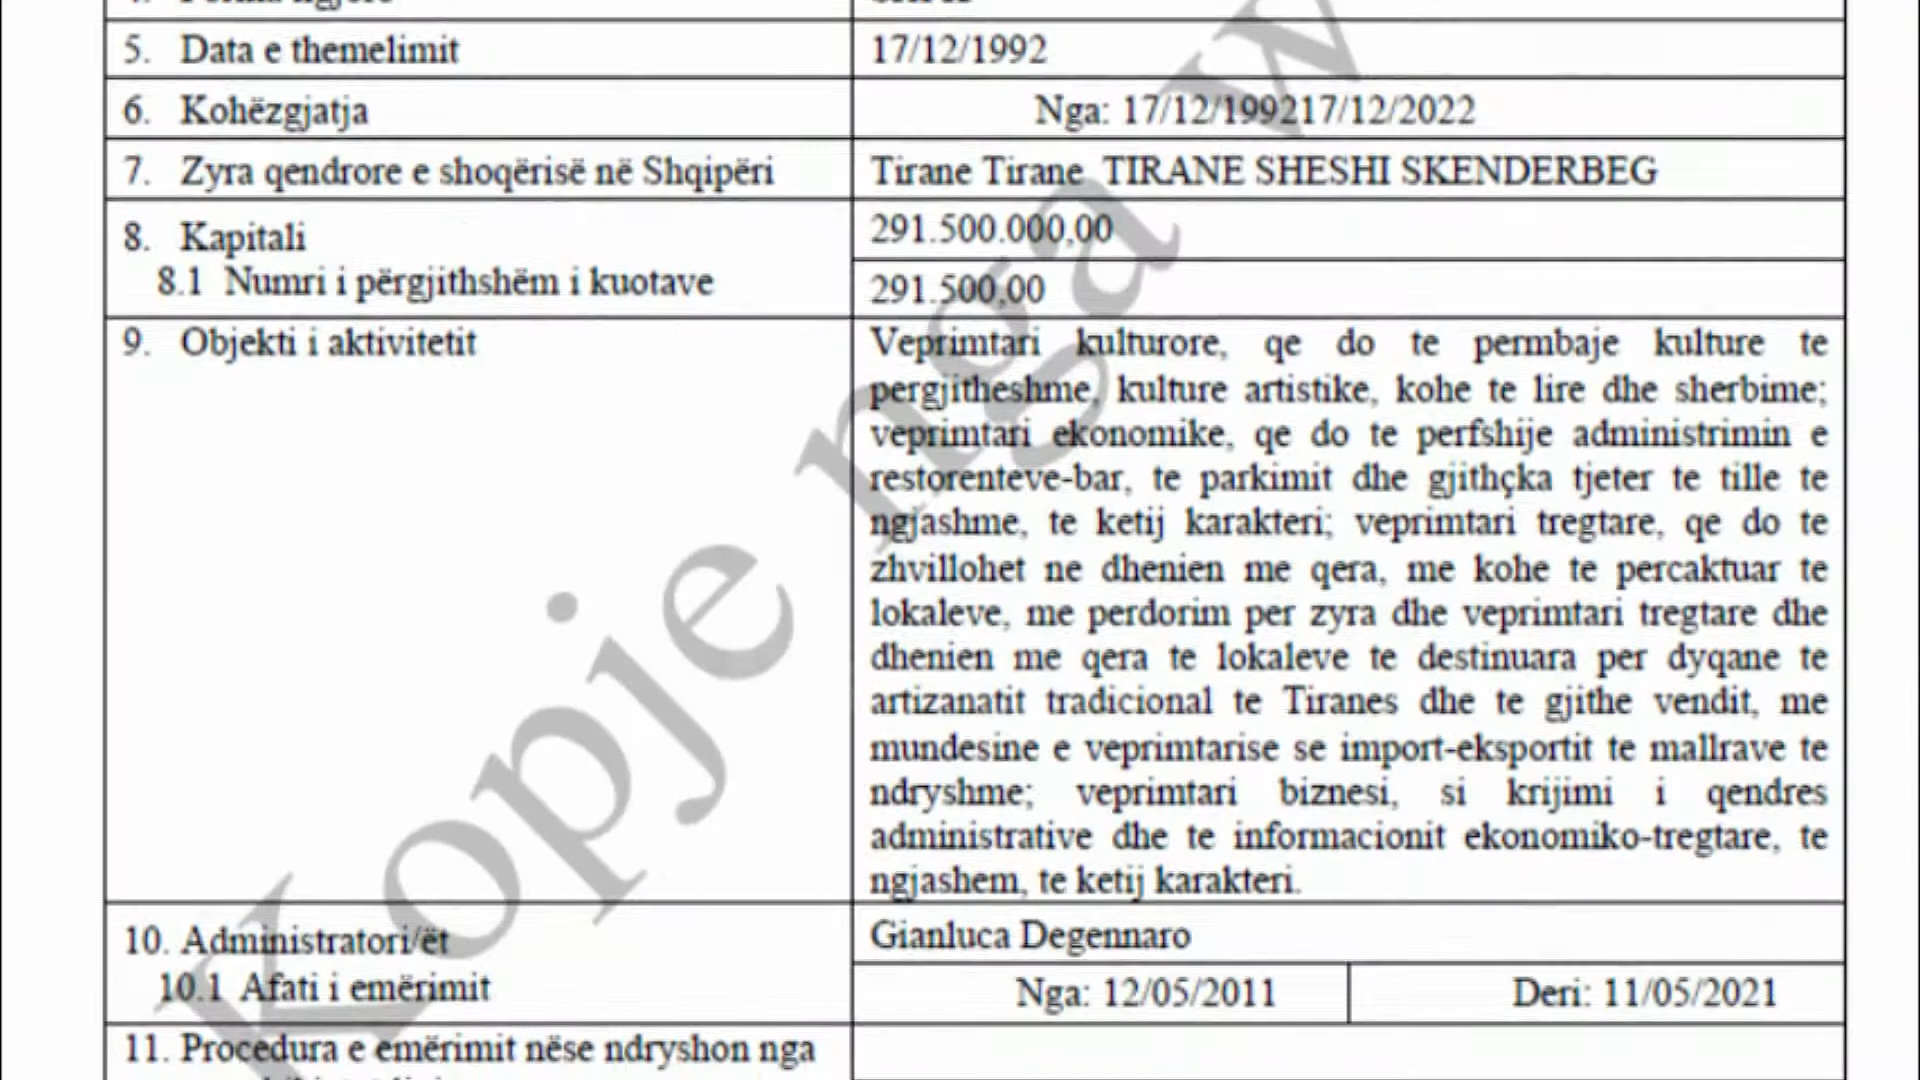 5. Data e themelimit
17/12/1992
6. Kohëzgjatja
Nga: 17/12/199217/12/2022
7. Zyra qendrore e shoqërisë në Shqipëri
Tirane Tirane TIRANE SHESHI SKENDERBEG
8. Kapitali
291.500.000,00
8.1 Numri i përgjithshëm i kuotave
291.500,00
9. Objekti i aktivitetit
Veprimtari kulturore, qe do te permbaje kulture te
pergjitheshme, kulture artistike, kohe te lire dhe sherbime;
veprimtari ekonomike, qe do te perfshije administrimin e
restorenteve-bar, te parkimit dhe gjithçka tjeter te tille te
ngjashme, te ketij karakteri; veprimtari tregtare, qe do te
zhvillohet ne dhenien me qera, me kohe te percaktuar te
lokaleve, me perdorim per zyra dhe veprimtari tregtare dhe
dhenien me qera te lokaleve te destinuara per dyqane te
artizanatit tradicional te Tiranes dhe te gjithe vendit, me
mundesine e veprimtarise se import-eksportit te mallrave te
ndryshme; veprimtari biznesi, si krijimi i qendres
administrative dhe te informacionit ekonomiko-tregtare, te
ngjashem, te ketij karakteri.
10. Administratori/ët
Gianluca Degennaro
10.1 Afati i emërimit
Nga: 12/05/2011
Deri: 11/05/2021
11. Procedura e emërimit nëse ndryshon nga
Kopje nga w